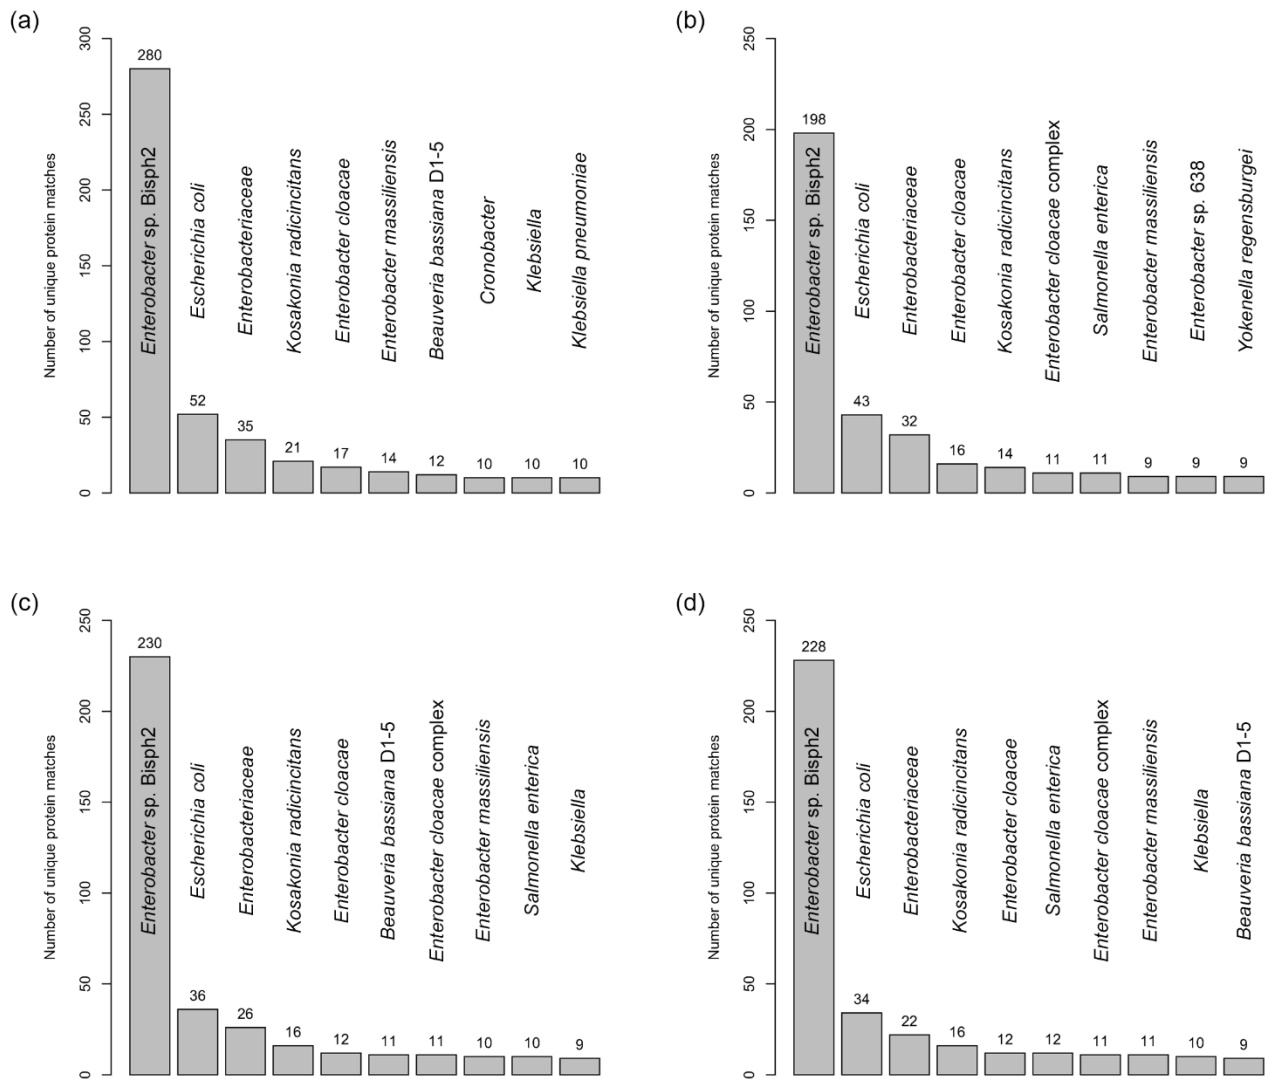 (a)
Number of unique protein matches
300
250
200
150
100
50
0
280
52
35
21
17
14
12
10
10
10
Enterobacter sp. Bisph2
Escherichia coli
Enterobacteriaceae
Kosakonia radicincitans
Enterobacter cloacae
Enterobacter massiliensis
Beauveria bassiana D1-5
Cronobacter
Klebsiella
Klebsiella pneumoniae
(b)
Number of unique protein matches
250
200
150
100
50
0
198
43
32
16
14
11
11
9
9
9
Enterobacter sp. Bisph2
Escherichia coli
Enterobacteriaceae
Enterobacter cloacae
Kosakonia radicincitans
Enterobacter cloacae complex
Salmonella enterica
Enterobacter massiliensis
Enterobacter sp. 638
Yokenella regensburgei
(c)
Number of unique protein matches
250
200
150
100
50
0
230
36
26
16
12
11
11
10
10
9
Enterobacter sp. Bisph2
Escherichia coli
Enterobacteriaceae
Kosakonia radicincitans
Enterobacter cloacae
Beauveria bassiana D1-5
Enterobacter cloacae complex
Enterobacter massiliensis
Salmonella enterica
Klebsiella
(d)
Number of unique protein matches
250
200
150
100
50
0
228
34
22
16
12
12
11
11
10
9
Enterobacter sp. Bisph2
Escherichia coli
Enterobacteriaceae
Kosakonia radicincitans
Enterobacter cloacae
Salmonella enterica
Enterobacter cloacae complex
Enterobacter massiliensis
Klebsiella
Beauveria bassiana D1-5